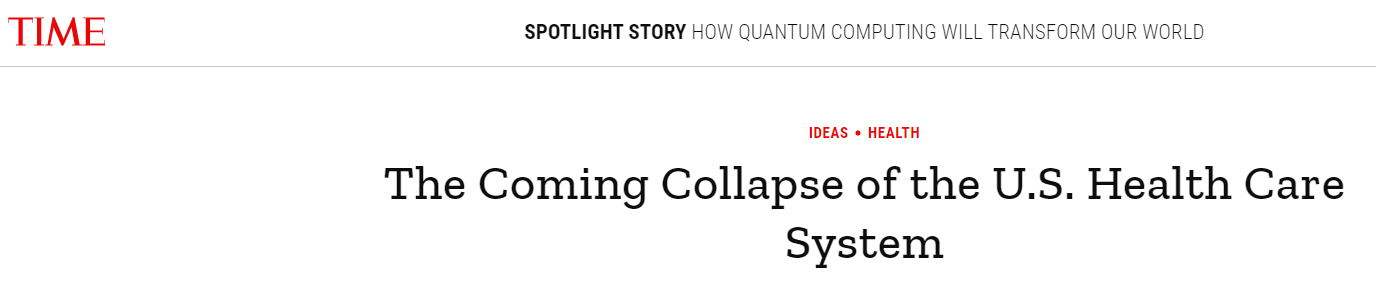 TIME
SPOTLIGHT STORY HOW QUANTUM COMPUTING WILL TRANSFORM OUR WORLD
IDEAS • HEALTH
The Coming Collapse of the U.S. Health Care
System